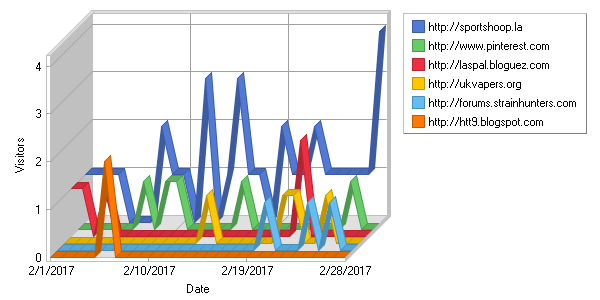 http://sportshoop.la
http://www.pinterest.com
http://laspal.bloguez.com
http://ukvapers.org
http://forums.strainhunters.com
http://htt9.blogspot.com
4
3
2
1
0
Visitors
2/1/2017 2/10/2017 2/19/2017 2/28/2017
Date